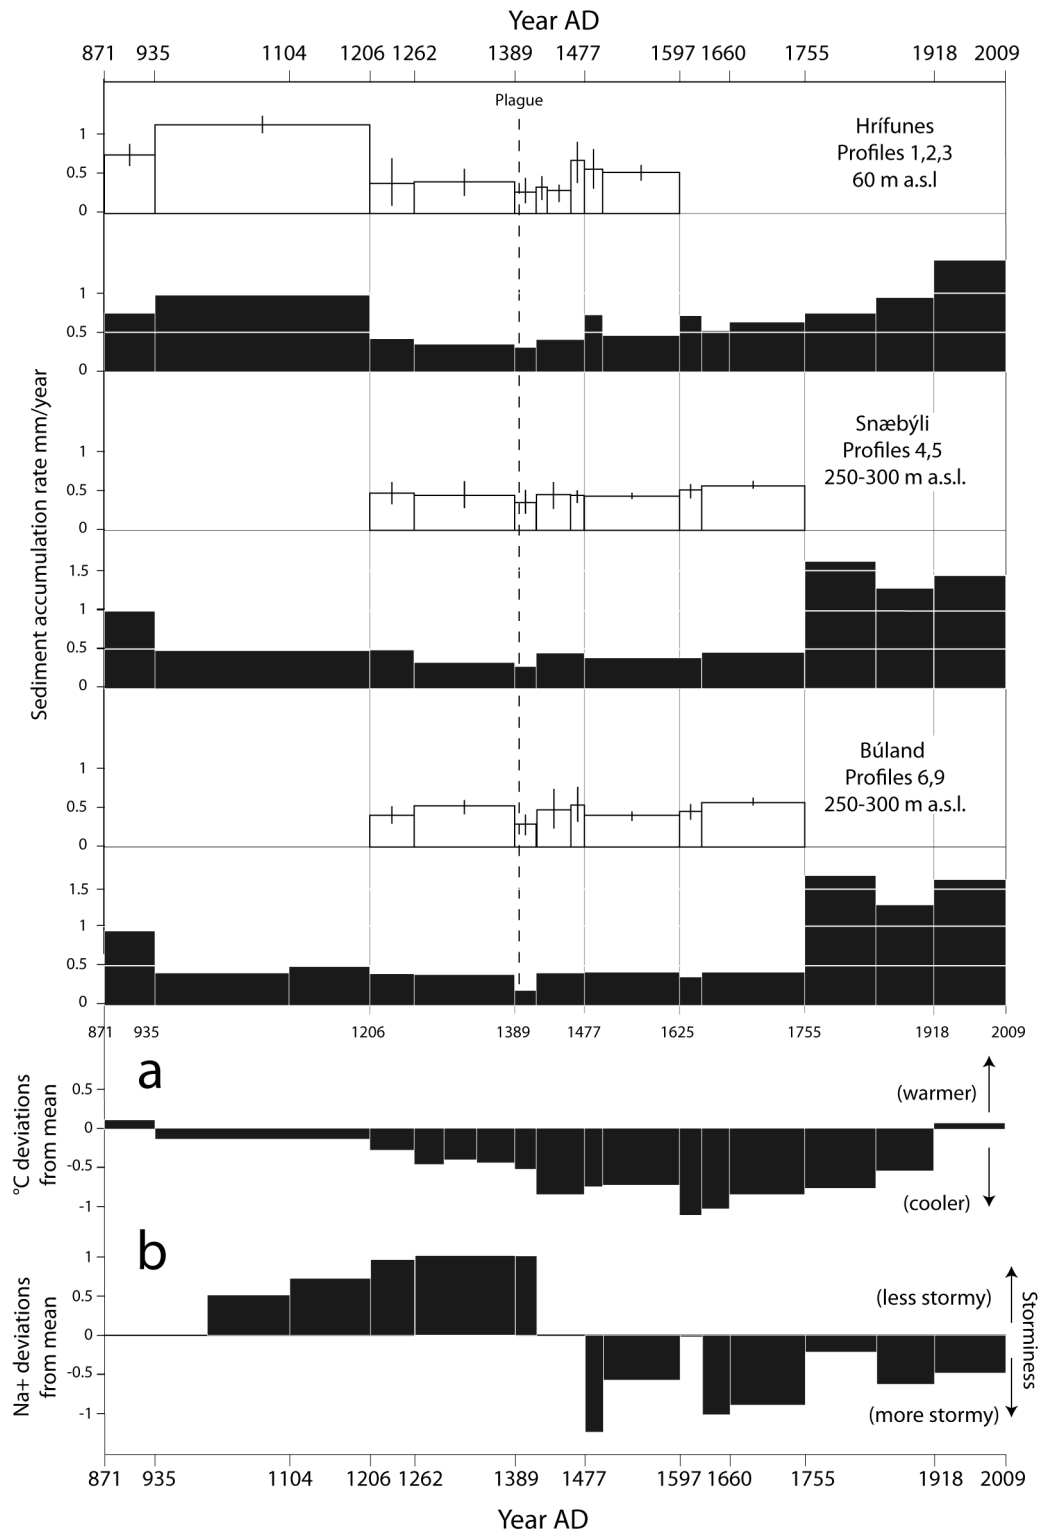 Year AD
871 935 1104 1206 1262 1389 1477 1597 1660 1755 1918 2009
Plague
Hrífunes
Profiles 1,2,3
60 m a.s.l
1
0.5
0
1
0.5
0
Sediment accumulation rate mm/year
Snæbýli
Profiles 4,5
250-300 m a.s.l.
1
0.5
0
1.5
1
0.5
0
Búland
Profiles 6,9
250-300 m a.s.l.
1
0.5
0
1.5
1
0.5
0
871 935 1206 1389 1477 1625 1755 1918 2009
a
°C deviations
from mean
0.5
0
-0.5
-1
(warmer)
(cooler)
b
Na+ deviations
from mean
1
0.5
0
-0.5
-1
(less stormy)
(more stormy)
Storminess
871 935 1104 1206 1262 1389 1477 1597 1660 1755 1918 2009
Year AD